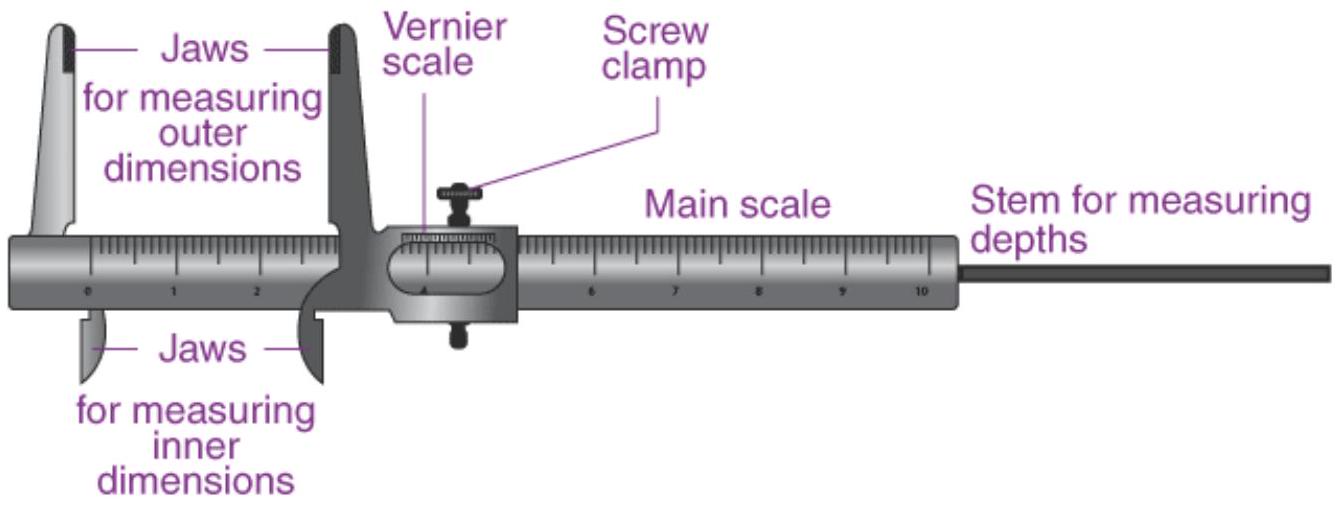 Jaws
for measuring
outer
dimensions
Vernier
scale
Screw
clamp
Main scale
Stem for measuring
depths
0 1 2 4 6 7 8 9 10
Jaws
for measuring
inner
dimensions